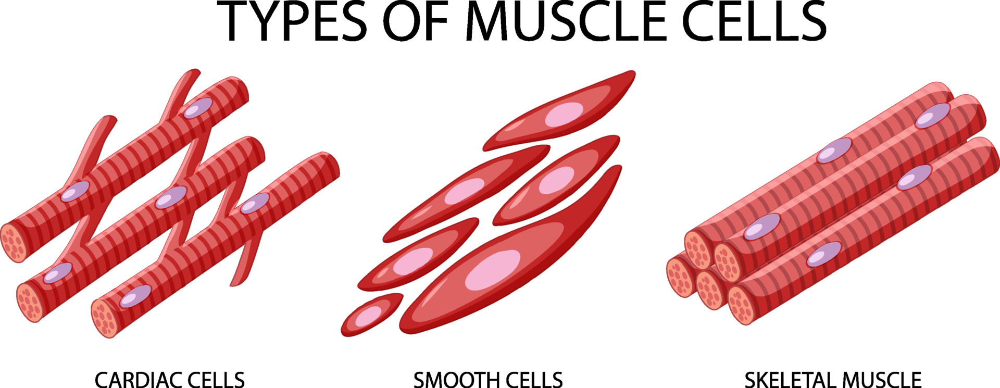 TYPES OF MUSCLE CELLS
CARDIAC CELLS
SMOOTH CELLS
SKELETAL MUSCLE